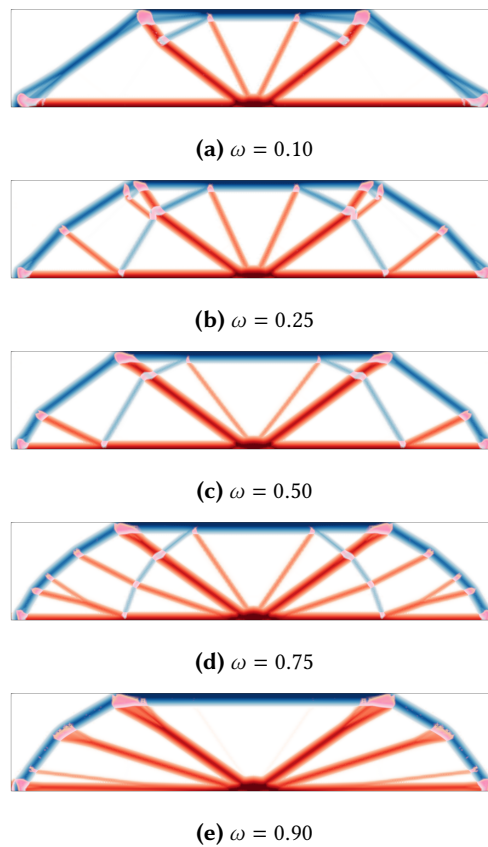 (a) ω = 0.10
(b) ω = 0.25
(c) ω = 0.50
(d) ω = 0.75
(e) ω = 0.90